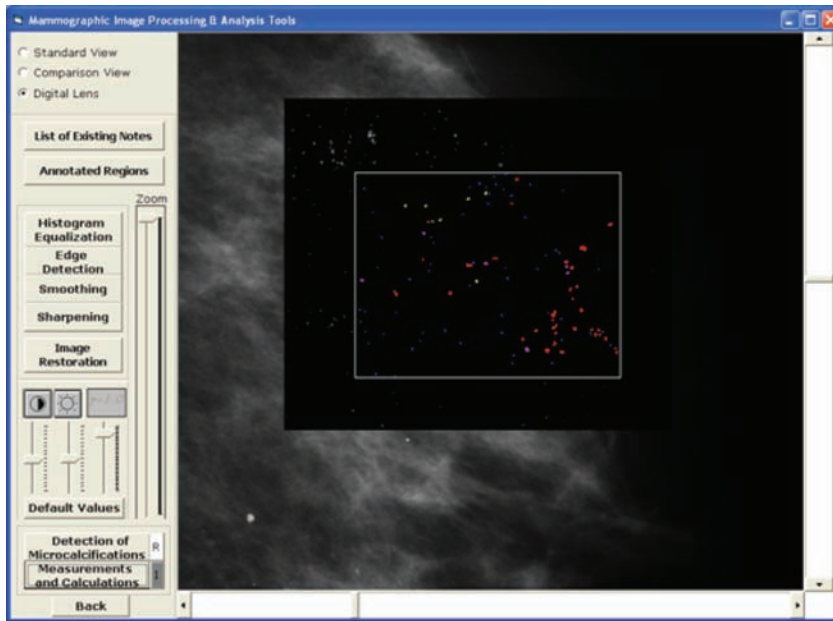 Mammographic Image Processing & Analysis Tools
Standard View
Comparison View
Digital Lens
List of Existing Notes
Annotated Regions
Zoom
Histogram
Equalization
Edge
Detection
Smoothing
Sharpening
Image
Restoration
Default Values
Detection of
Microcalcifications
R
Measurements
and Calculations
Back